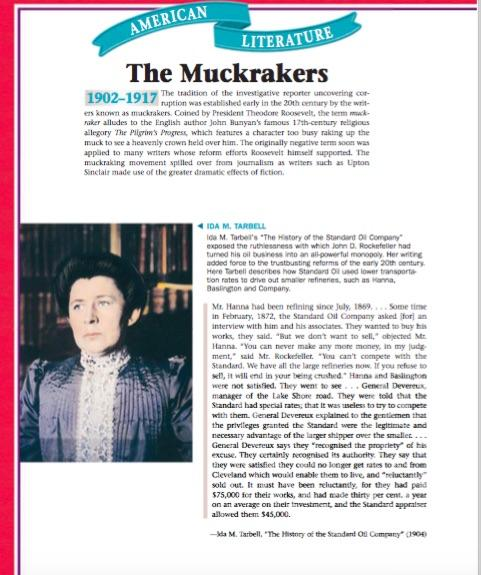 AMERICAN
LITERATURE
The Muckrakers
1902–1917 The tradition of the investigative reporter uncovering cor-
ruption was established early in the 20th century by the writ-
ers known as muckrakers. Coined by President Theodore Roosevelt, the term muck-
raker alludes to the English author John Bunyan's famous 17th-century religious
allegory The Pilgrim's Progress, which features a character too busy raking up the
muck to see a heavenly crown held over him. The originally negative term soon was
applied to many writers whose reform efforts Roosevelt himself supported. The
muckraking movement spilled over from journalism as writers such as Upton
Sinclair made use of the greater dramatic effects of fiction.
◄ IDA M. TARBELL
Ida M. Tarbell's "The History of the Standard Oil Company"
exposed the ruthlessness with which John D. Rockefeller had
turned his oil business into an all-powerful monopoly. Her writing
added force to the trustbusting reforms of the early 20th century.
Here Tarbell describes how Standard Oil used lower transporta-
tion rates to drive out smaller refineries, such as Hanna,
Baslington and Company.
Mr. Hanna had been refining since July, 1869. . . . Some time
in February, 1872, the Standard Oil Company asked [for] an
interview with him and his associates. They wanted to buy his
works, they said. "But we don't want to sell," objected Mr.
Hanna. "You can never make any more money, in my judg-
ment," said Mr. Rockefeller. "You can't compete with the
Standard. We have all the large refineries now. If you refuse to
sell, it will end in your being crushed." Hanna and Baslington
were not satisfied. They went to see . . . General Devereux,
manager of the Lake Shore road. They were told that the
Standard had special rates; that it was useless to try to compete
with them. General Devereux explained to the gentlemen that
the privileges granted the Standard were the legitimate and
necessary advantage of the larger shipper over the smaller. . . .
General Devereux says they "recognised the propriety" of his
excuse. They certainly recognised its authority. They say that
they were satisfied they could no longer get rates to and from
Cleveland which would enable them to live, and "reluctantly"
sold out. It must have been reluctantly, for they had paid
$75,000 for their works, and had made thirty per cent. a year
on an average on their investment, and the Standard appraiser
allowed them $45,000.
—Ida M. Tarbell, "The History of the Standard Oil Company" (1904)